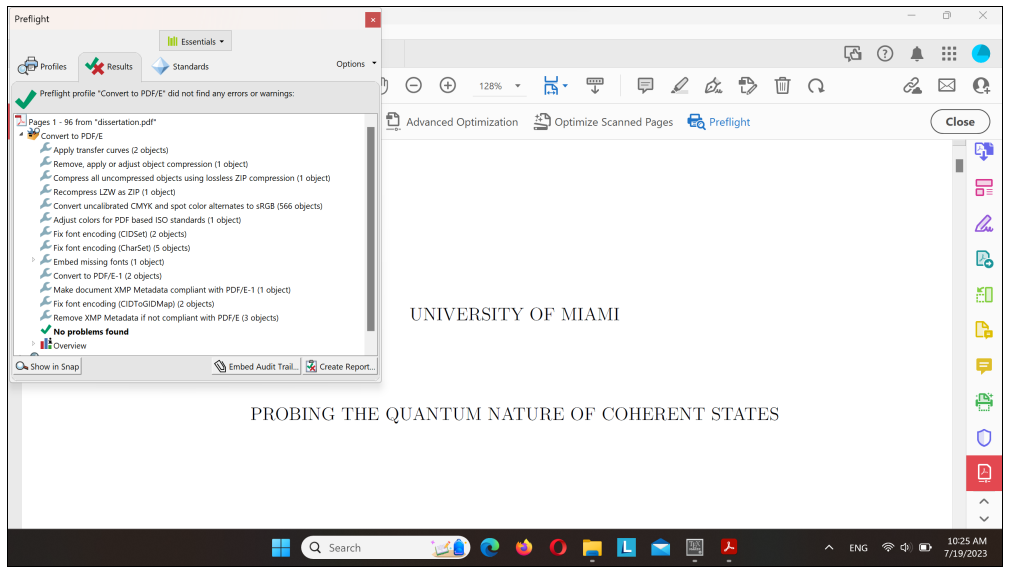 Preflight
Essentials
Profiles
Results
Standards
Options
Preflight profile "Convert to PDF/E" did not find any errors or warnings:
Pages 1 - 96 from "dissertation.pdf"
Convert to PDF/E
Apply transfer curves (2 objects)
Remove, apply or adjust object compression (1 object)
Compress all uncompressed objects using lossless ZIP compression (1 object)
Recompress LZW as ZIP (1 object)
Convert uncalibrated CMYK and spot color alternates to sRGB (566 objects)
Adjust colors for PDF based ISO standards (1 object)
Fix font encoding (CIDSet) (2 objects)
Fix font encoding (CharSet) (5 objects)
Embed missing fonts (1 object)
Convert to PDF/E-1 (2 objects)
Make document XMP Metadata compliant with PDF/E-1 (1 object)
Fix font encoding (CIDToGIDMap) (2 objects)
Remove XMP Metadata if not compliant with PDF/E (3 objects)
No problems found
Overview
Show in Snap
Embed Audit Trail...
Create Report...
128%
Advanced Optimization
Optimize Scanned Pages
Preflight
Close
UNIVERSITY OF MIAMI
PROBING THE QUANTUM NATURE OF COHERENT STATES
Search
ENG
10:25 AM
7/19/2023